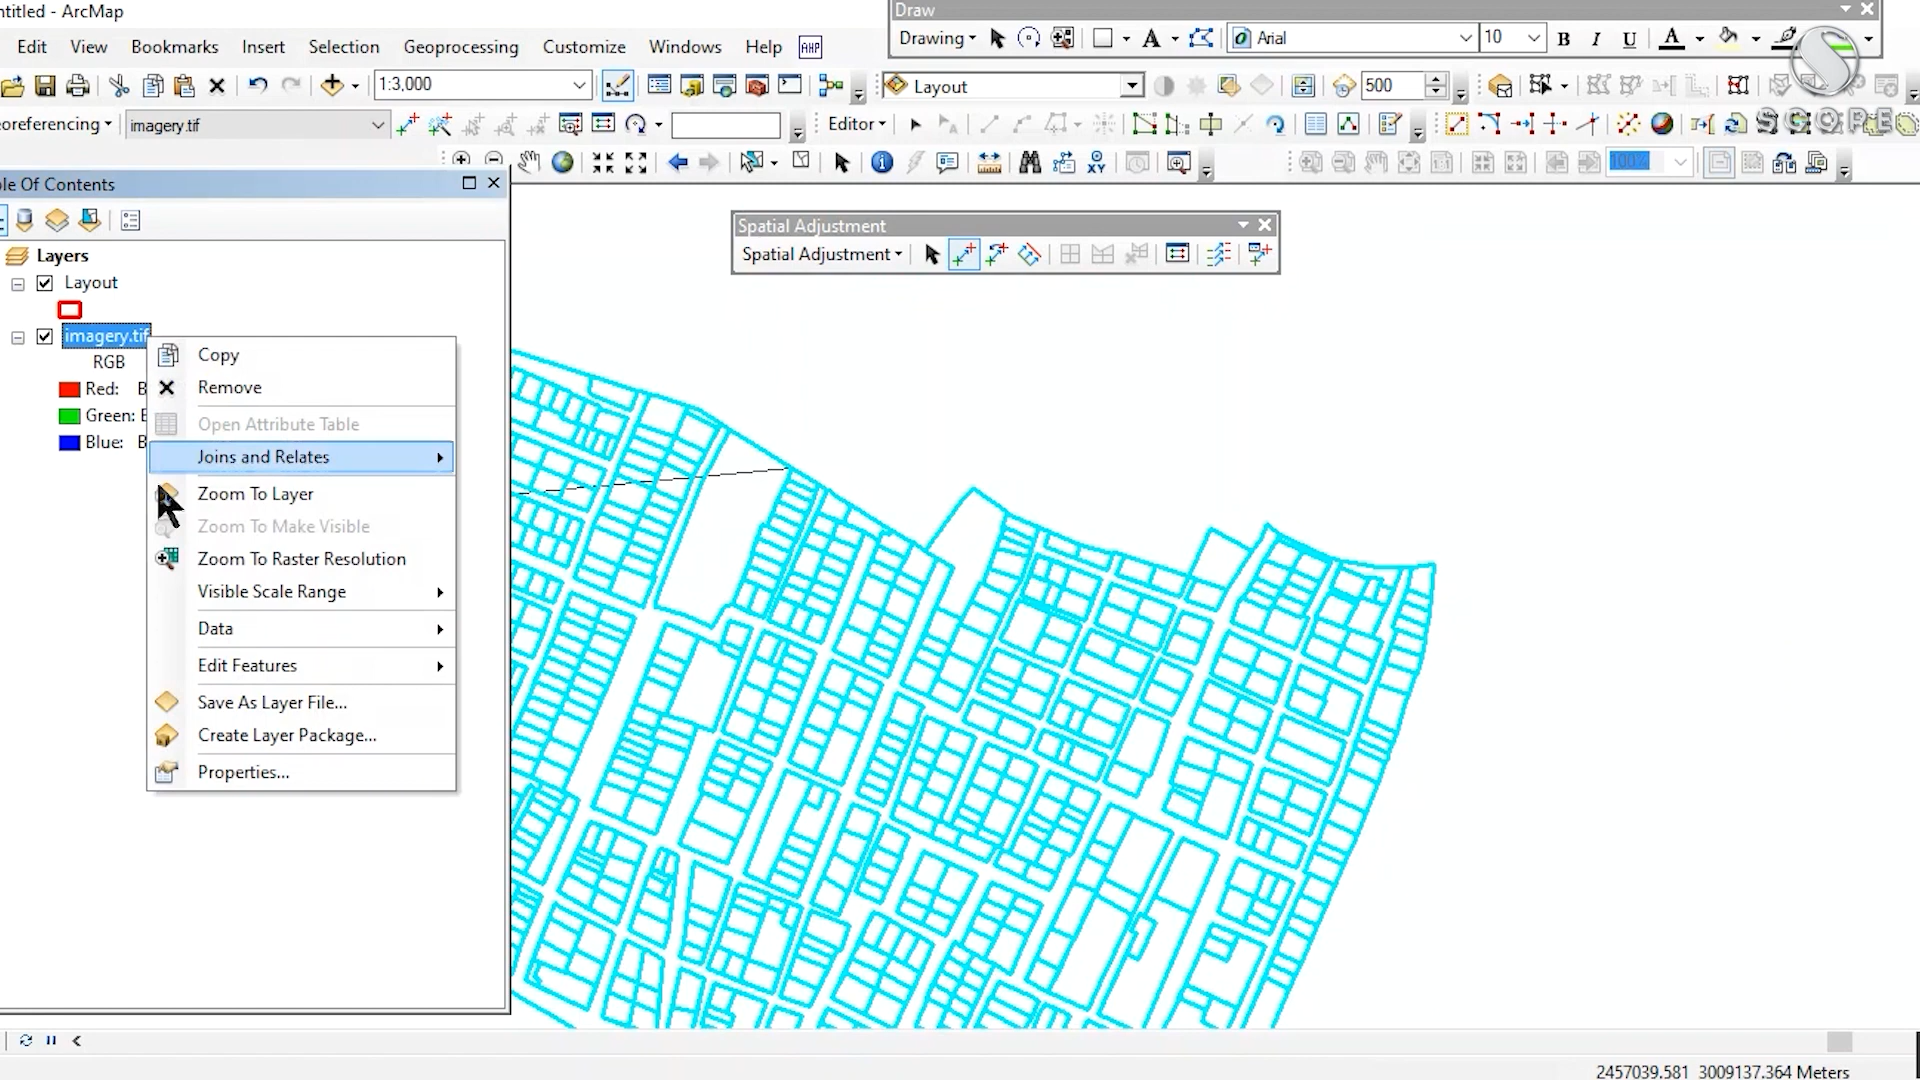 ntitled - ArcMap
Draw
Edit View Bookmarks Insert Selection Geoprocessing Customize Windows Help AHP
Drawing Arial 10 B I U A
1:3,000 Layout 500
eoreferencing imagery.tif Editor
SCOPE
100%
le Of Contents
Spatial Adjustment
Spatial Adjustment
Layers
Layout
imagery.tif
RGB
Red: B
Green: B
Blue: B
Copy
Remove
Open Attribute Table
Joins and Relates
Zoom To Layer
Zoom To Make Visible
Zoom To Raster Resolution
Visible Scale Range
Data
Edit Features
Save As Layer File...
Create Layer Package...
Properties...
2457039.581 3009137.364 Meters